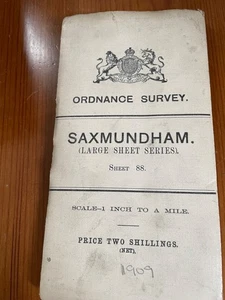 ORDNANCE SURVEY.
SAXMUNDHAM.
(LARGE SHEET SERIES).
SHEET 88.
SCALE–1 INCH TO A MILE.
PRICE TWO SHILLINGS.
(NET).
1909